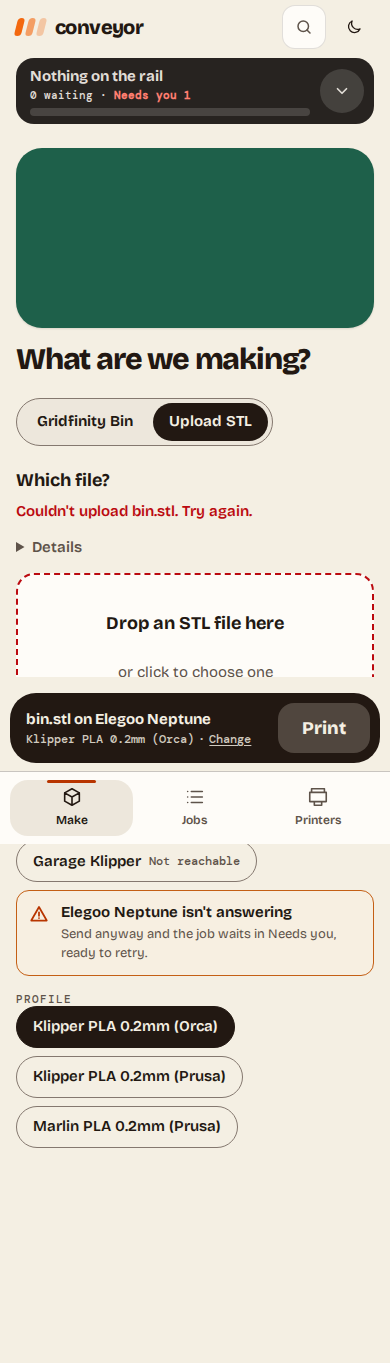 conveyor
Nothing on the rail
0 waiting · Needs you 1
What are we making?
Gridfinity Bin
Upload STL
Which file?
Couldn't upload bin.stl. Try again.
Details
Drop an STL file here
or click to choose one
bin.stl on Elegoo Neptune
Klipper PLA 0.2mm (Orca) · Change
Print
Make
Jobs
Printers
Garage Klipper Not reachable
Elegoo Neptune isn't answering
Send anyway and the job waits in Needs you,
ready to retry.
PROFILE
Klipper PLA 0.2mm (Orca)
Klipper PLA 0.2mm (Prusa)
Marlin PLA 0.2mm (Prusa)